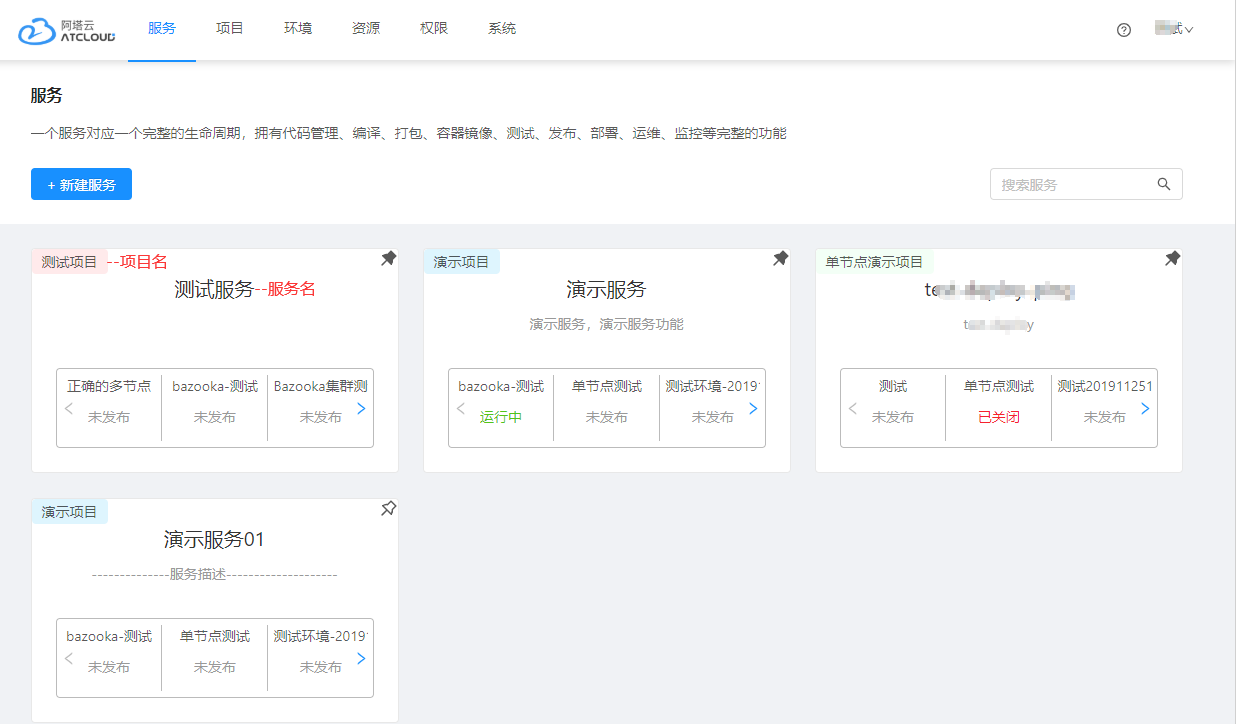 阿塔云
ATCLOUD
服务 项目 环境 资源 权限 系统
试
服务
一个服务对应一个完整的生命周期，拥有代码管理、编译、打包、容器镜像、测试、发布、部署、运维、监控等完整的功能
+ 新建服务
搜索服务
测试项目--项目名
测试服务--服务名
正确的多节点 bazooka-测试 Bazooka集群测
未发布 未发布 未发布
演示项目
演示服务
演示服务，演示服务功能
bazooka-测试 单节点测试 测试环境-2019
运行中 未发布 未发布
单节点演示项目
测试 单节点测试 测试201911251
未发布 已关闭 未发布
演示项目
演示服务01
--------------服务描述--------------------
bazooka-测试 单节点测试 测试环境-2019
未发布 未发布 未发布